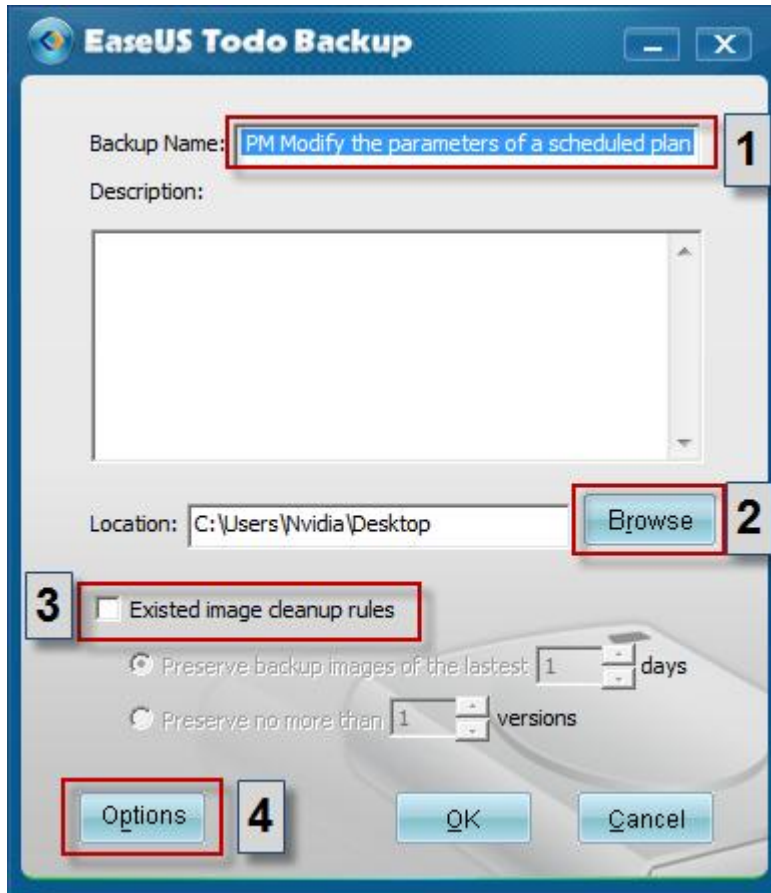 EaseUS Todo Backup
Backup Name: PM Modify the parameters of a scheduled plan
1
Description:
Location: C:\Users\Nvidia\Desktop
Browse
2
3
Existed image cleanup rules
Preserve backup images of the lastest 1 days
Preserve no more than 1 versions
Options
4
OK
Cancel